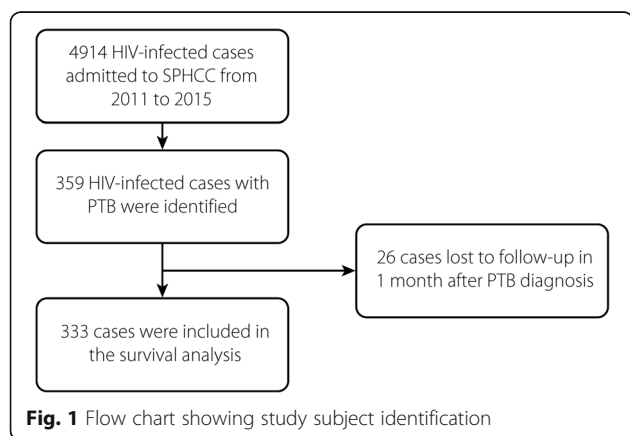 4914 HIV-infected cases
admitted to SPHCC from
2011 to 2015
359 HIV-infected cases with
PTB were identified
26 cases lost to follow-up in
1 month after PTB diagnosis
333 cases were included in
the survival analysis
Fig. 1 Flow chart showing study subject identification